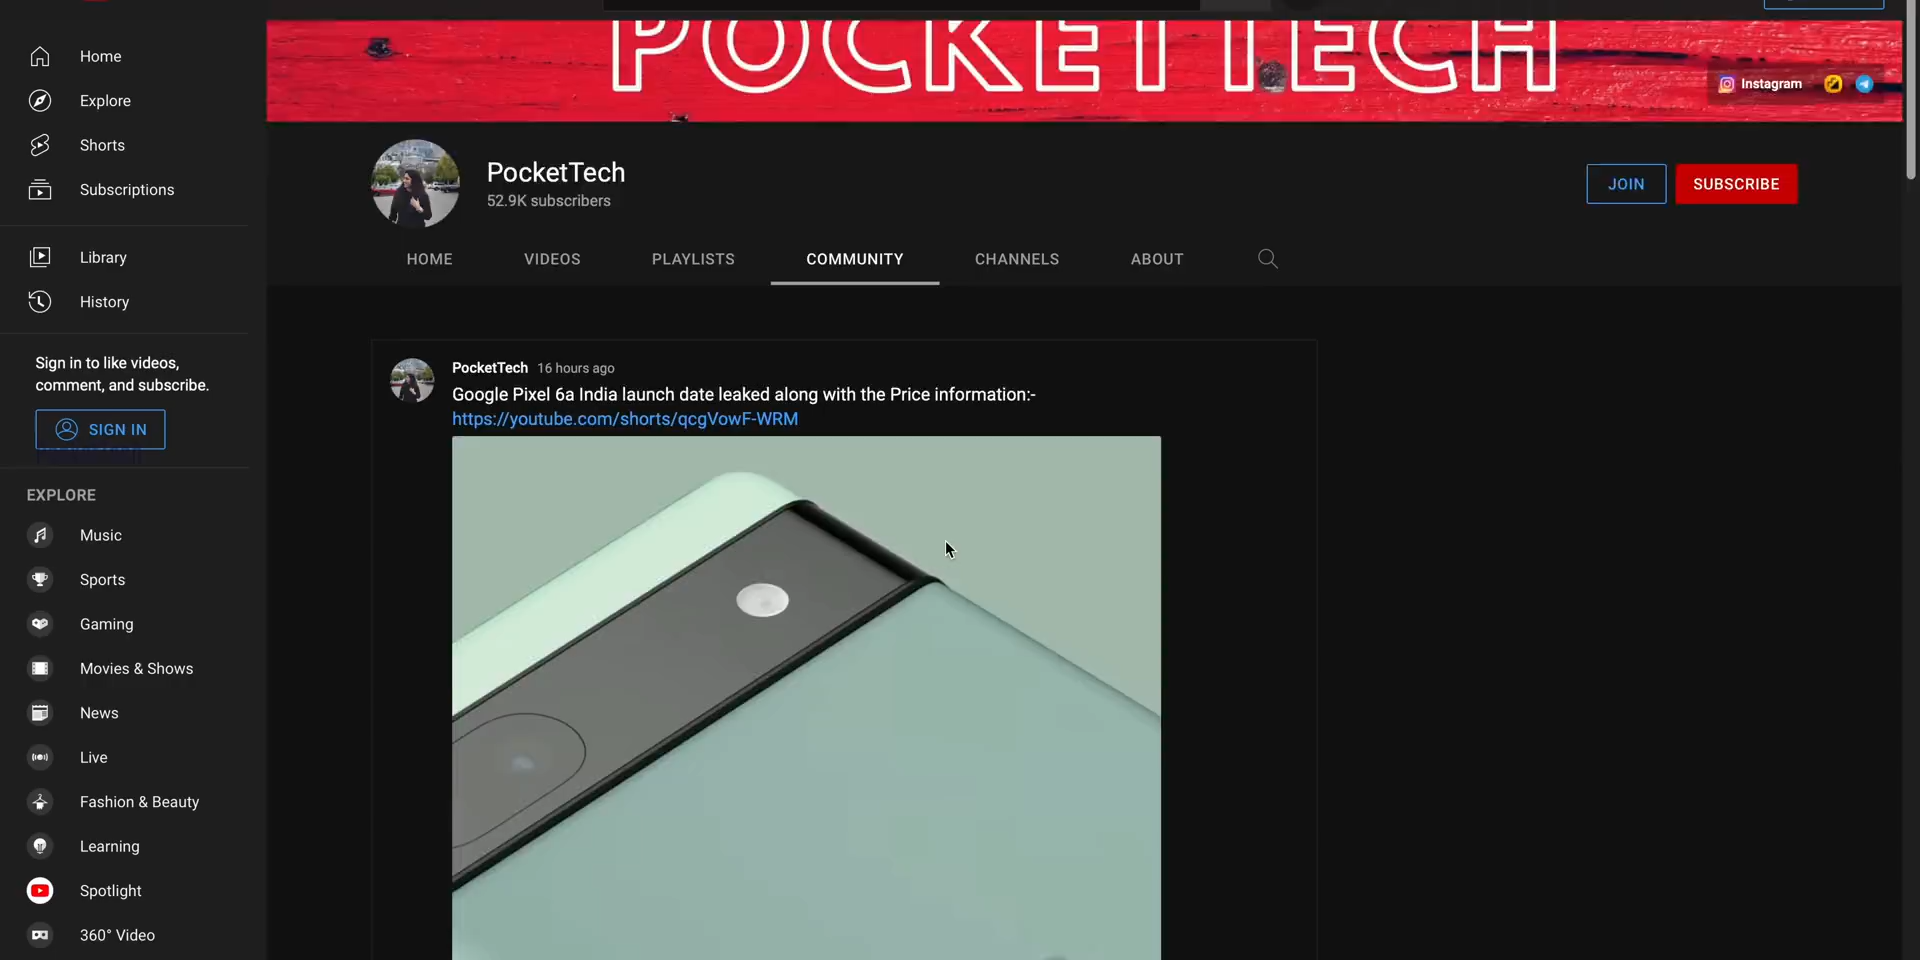 POCKETTECH
Instagram
Home
Explore
Shorts
Subscriptions
Library
History
Sign in to like videos,
comment, and subscribe.
SIGN IN
EXPLORE
Music
Sports
Gaming
Movies & Shows
News
Live
Fashion & Beauty
Learning
Spotlight
360° Video
PocketTech
52.9K subscribers
JOIN
SUBSCRIBE
HOME
VIDEOS
PLAYLISTS
COMMUNITY
CHANNELS
ABOUT
PocketTech 16 hours ago
Google Pixel 6a India launch date leaked along with the Price information:-
https://youtube.com/shorts/qcgVowF-WRM